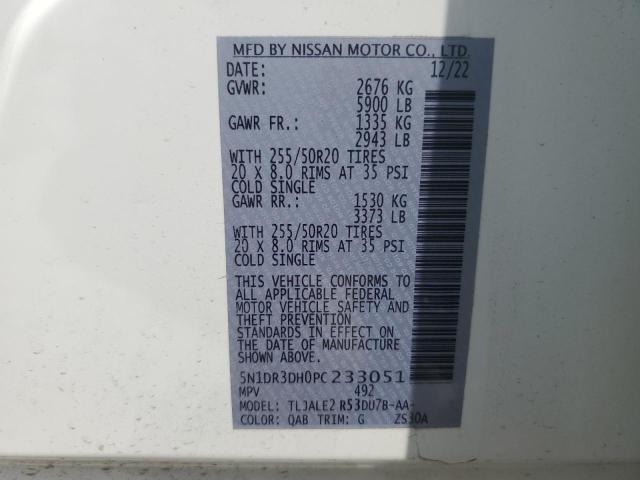 MFD BY NISSAN MOTOR CO., LTD.
DATE: 12/22
GVWR: 2676 KG
5900 LB
GAWR FR.: 1335 KG
2943 LB
WITH 255/50R20 TIRES
20 X 8.0 RIMS AT 35 PSI
COLD SINGLE
GAWR RR.: 1530 KG
3373 LB
WITH 255/50R20 TIRES
20 X 8.0 RIMS AT 35 PSI
COLD SINGLE
THIS VEHICLE CONFORMS TO
ALL APPLICABLE FEDERAL
MOTOR VEHICLE SAFETY AND
THEFT PREVENTION
STANDARDS IN EFFECT ON
THE DATE OF MANUFACTURE
SHOWN ABOVE.
5N1DR3DH0PC233051
MPV 492
MODEL: TLJALE2 R53DU7B-AA-
COLOR: QAB TRIM: G ZS30A